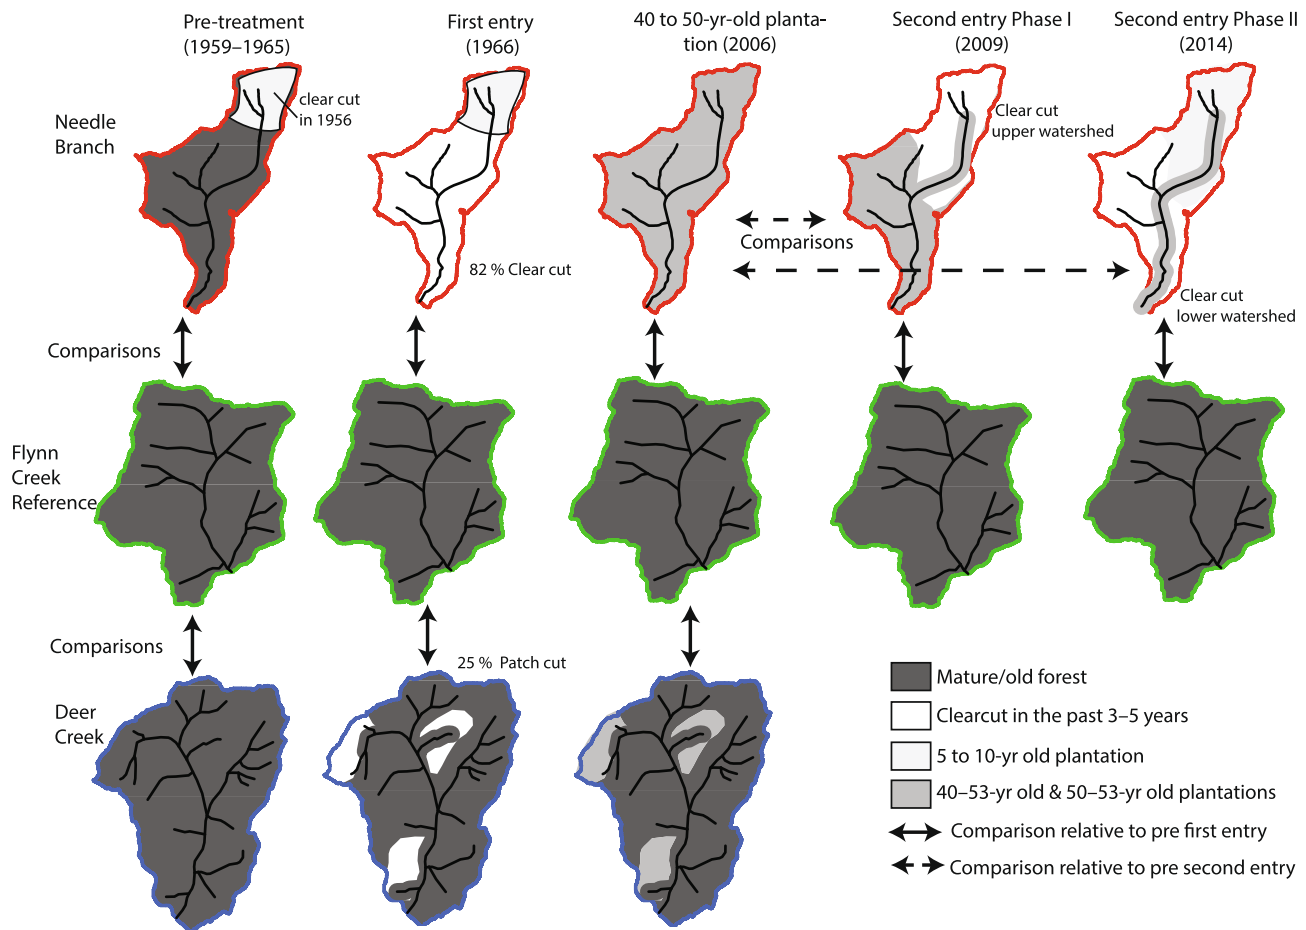 Pre-treatment
(1959–1965)
First entry
(1966)
40 to 50-yr-old planta-
tion (2006)
Second entry Phase I
(2009)
Second entry Phase II
(2014)
Needle
Branch
clear cut
in 1956
82 % Clear cut
Comparisons
Clear cut
upper watershed
Clear cut
lower watershed
Comparisons
Flynn
Creek
Reference
Comparisons
25 % Patch cut
Deer
Creek
Mature/old forest
Clearcut in the past 3–5 years
5 to 10-yr old plantation
40–53-yr old & 50–53-yr old plantations
Comparison relative to pre first entry
Comparison relative to pre second entry